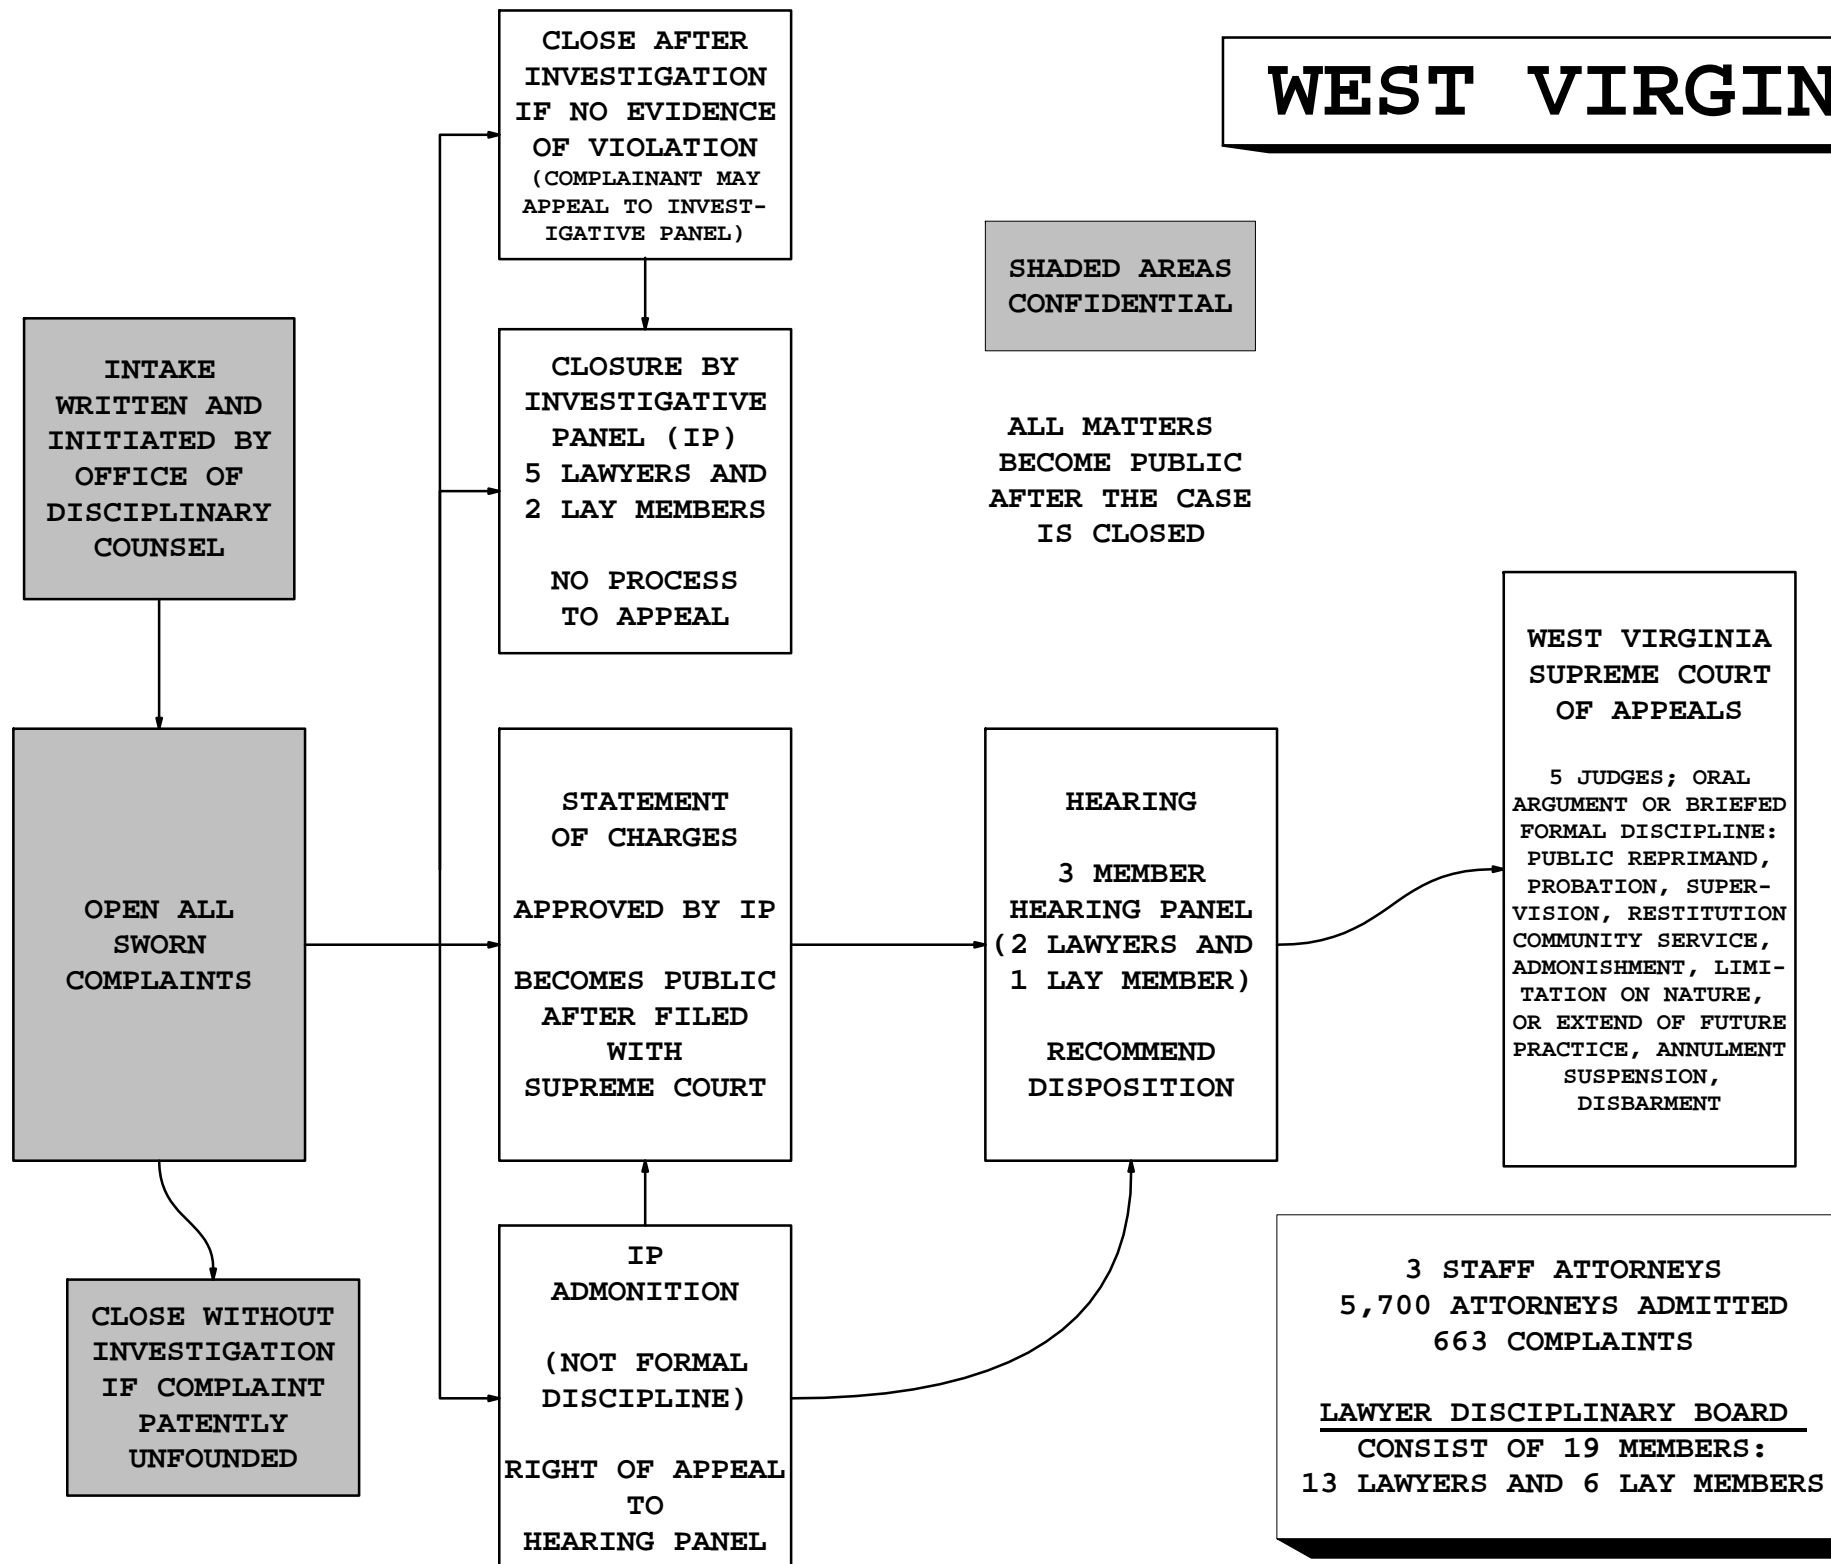 CLOSE AFTER
INVESTIGATION
IF NO EVIDENCE
OF VIOLATION
(COMPLAINANT MAY
APPEAL TO INVEST-
IGATIVE PANEL)
WEST VIRGIN
SHADED AREAS
CONFIDENTIAL
INTAKE
WRITTEN AND
INITIATED BY
OFFICE OF
DISCIPLINARY
COUNSEL
CLOSURE BY
INVESTIGATIVE
PANEL (IP)
5 LAWYERS AND
2 LAY MEMBERS
NO PROCESS
TO APPEAL
ALL MATTERS
BECOME PUBLIC
AFTER THE CASE
IS CLOSED
WEST VIRGINIA
SUPREME COURT
OF APPEALS
5 JUDGES; ORAL
ARGUMENT OR BRIEFED
FORMAL DISCIPLINE:
PUBLIC REPRIMAND,
PROBATION, SUPER-
VISION, RESTITUTION
COMMUNITY SERVICE,
ADMONISHMENT, LIMI-
TATION ON NATURE,
OR EXTEND OF FUTURE
PRACTICE, ANNULMENT
SUSPENSION,
DISBARMENT
OPEN ALL
SWORN
COMPLAINTS
STATEMENT
OF CHARGES
APPROVED BY IP
BECOMES PUBLIC
AFTER FILED
WITH
SUPREME COURT
HEARING
3 MEMBER
HEARING PANEL
(2 LAWYERS AND
1 LAY MEMBER)
RECOMMEND
DISPOSITION
CLOSE WITHOUT
INVESTIGATION
IF COMPLAINT
PATENTLY
UNFOUNDED
IP
ADMONITION
(NOT FORMAL
DISCIPLINE)
RIGHT OF APPEAL
TO
HEARING PANEL
3 STAFF ATTORNEYS
5,700 ATTORNEYS ADMITTED
663 COMPLAINTS
LAWYER DISCIPLINARY BOARD
CONSIST OF 19 MEMBERS:
13 LAWYERS AND 6 LAY MEMBERS